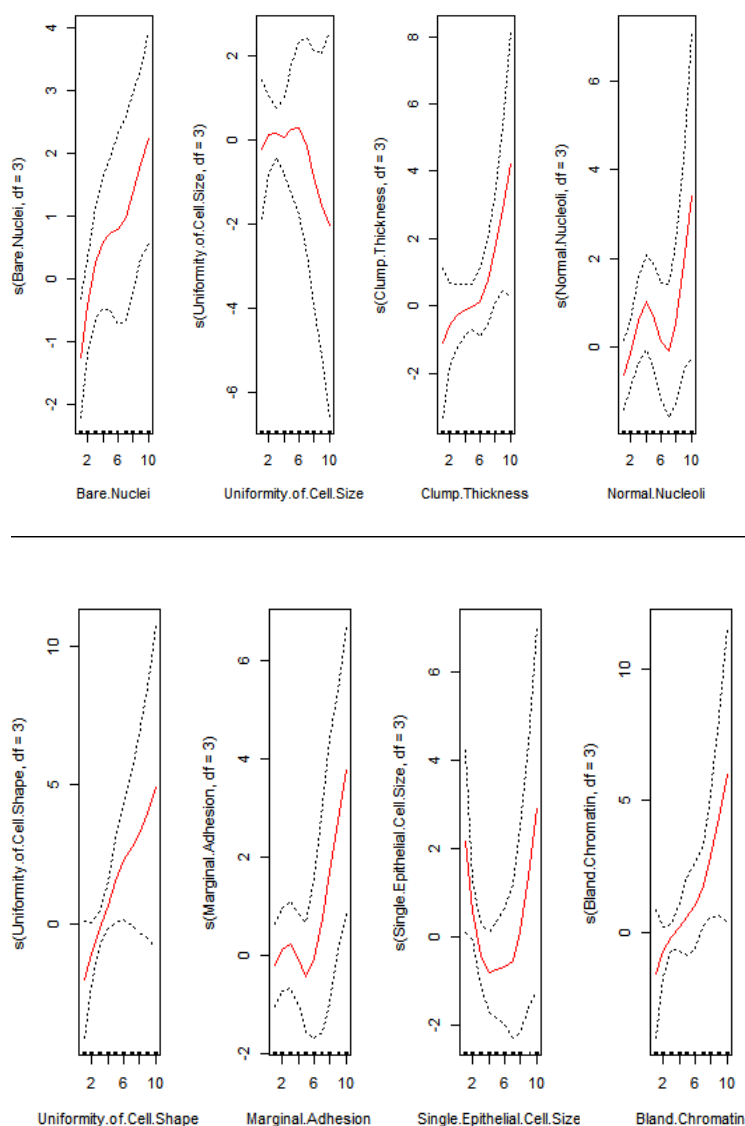 s(Bare.Nuclei, df = 3)
4
3
2
1
0
-1
-2
2 6 10
Bare.Nuclei
s(Uniformity.of.Cell.Size, df = 3)
2
0
-2
-4
-6
2 6 10
Uniformity.of.Cell.Size
s(Clump.Thickness, df = 3)
8
6
4
2
0
-2
2 6 10
Clump.Thickness
s(Normal.Nucleoli, df = 3)
6
4
2
0
2 6 10
Normal.Nucleoli
s(Uniformity.of.Cell.Shape, df = 3)
10
5
0
2 6 10
Uniformity.of.Cell.Shape
s(Marginal.Adhesion, df = 3)
6
4
2
0
-2
2 6 10
Marginal.Adhesion
s(Single.Epithelial.Cell.Size, df = 3)
6
4
2
0
-2
2 6 10
Single.Epithelial.Cell.Size
s(Bland.Chromatin, df = 3)
10
5
0
2 6 10
Bland.Chromatin